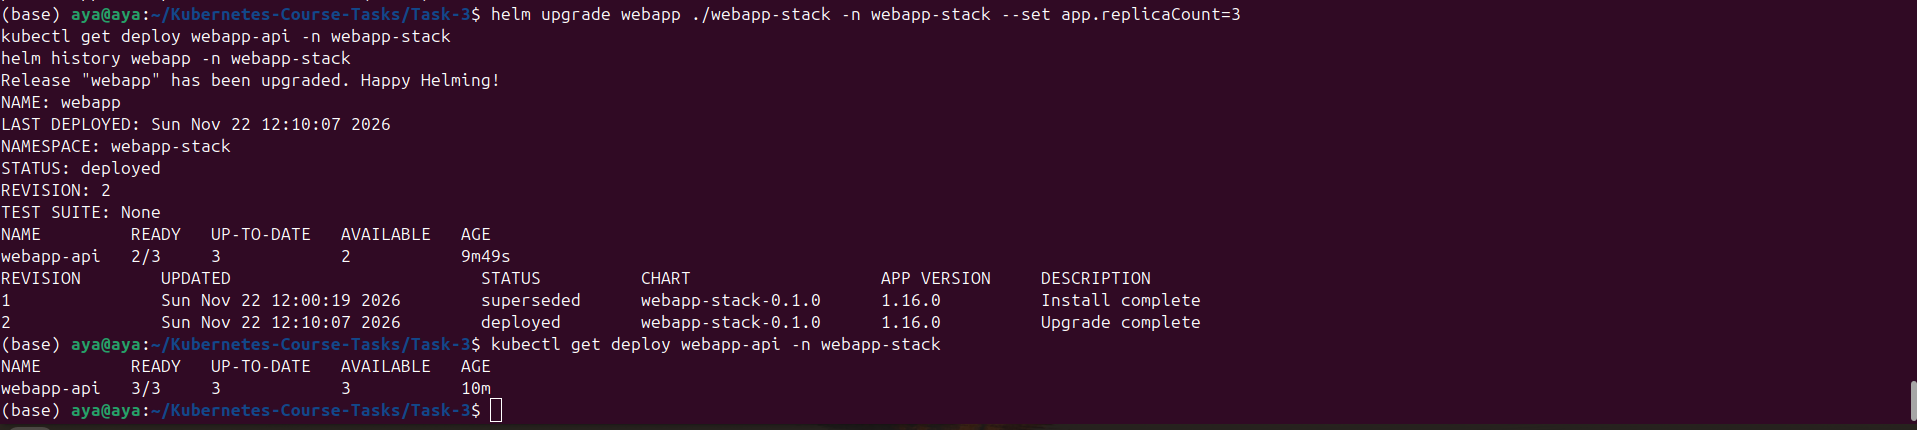 (base) aya@aya:~/Kubernetes-Course-Tasks/Task-3$ helm upgrade webapp ./webapp-stack -n webapp-stack --set app.replicaCount=3
kubectl get deploy webapp-api -n webapp-stack
helm history webapp -n webapp-stack
Release "webapp" has been upgraded. Happy Helming!
NAME: webapp
LAST DEPLOYED: Sun Nov 22 12:10:07 2026
NAMESPACE: webapp-stack
STATUS: deployed
REVISION: 2
TEST SUITE: None
NAME         READY   UP-TO-DATE   AVAILABLE   AGE
webapp-api   2/3     3            2           9m49s
REVISION        UPDATED                         STATUS          CHART                   APP VERSION     DESCRIPTION
1               Sun Nov 22 12:00:19 2026        superseded      webapp-stack-0.1.0      1.16.0          Install complete
2               Sun Nov 22 12:10:07 2026        deployed        webapp-stack-0.1.0      1.16.0          Upgrade complete
(base) aya@aya:~/Kubernetes-Course-Tasks/Task-3$ kubectl get deploy webapp-api -n webapp-stack
NAME         READY   UP-TO-DATE   AVAILABLE   AGE
webapp-api   3/3     3            3           10m
(base) aya@aya:~/Kubernetes-Course-Tasks/Task-3$